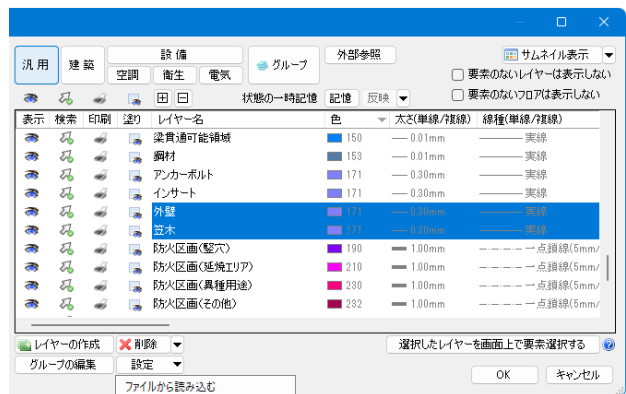 汎用 建築 設備 グループ 外部参照 サムネイル表示
空調 衛生 電気 要素のないレイヤーは表示しない
状態の一時記憶 記憶 反映 要素のないフロアは表示しない
表示 検索 印刷 塗り レイヤー名 色 太さ(単線/複線) 線種(単線/複線)
梁貫通可能領域 150 0.01mm 実線
鋼材 153 0.01mm 実線
アンカーボルト 171 0.30mm 実線
インサート 171 0.30mm 実線
外壁 171 0.30mm 実線
笠木 171 0.30mm 実線
防火区画(竪穴) 190 1.00mm 一点鎖線(5mm/
防火区画(延焼エリア) 210 1.00mm 一点鎖線(5mm/
防火区画(異種用途) 230 1.00mm 一点鎖線(5mm/
防火区画(その他) 232 1.00mm 一点鎖線(5mm/
レイヤーの作成 削除 選択したレイヤーを画面上で要素選択する
グループの編集 設定 OK キャンセル
ファイルから読み込む